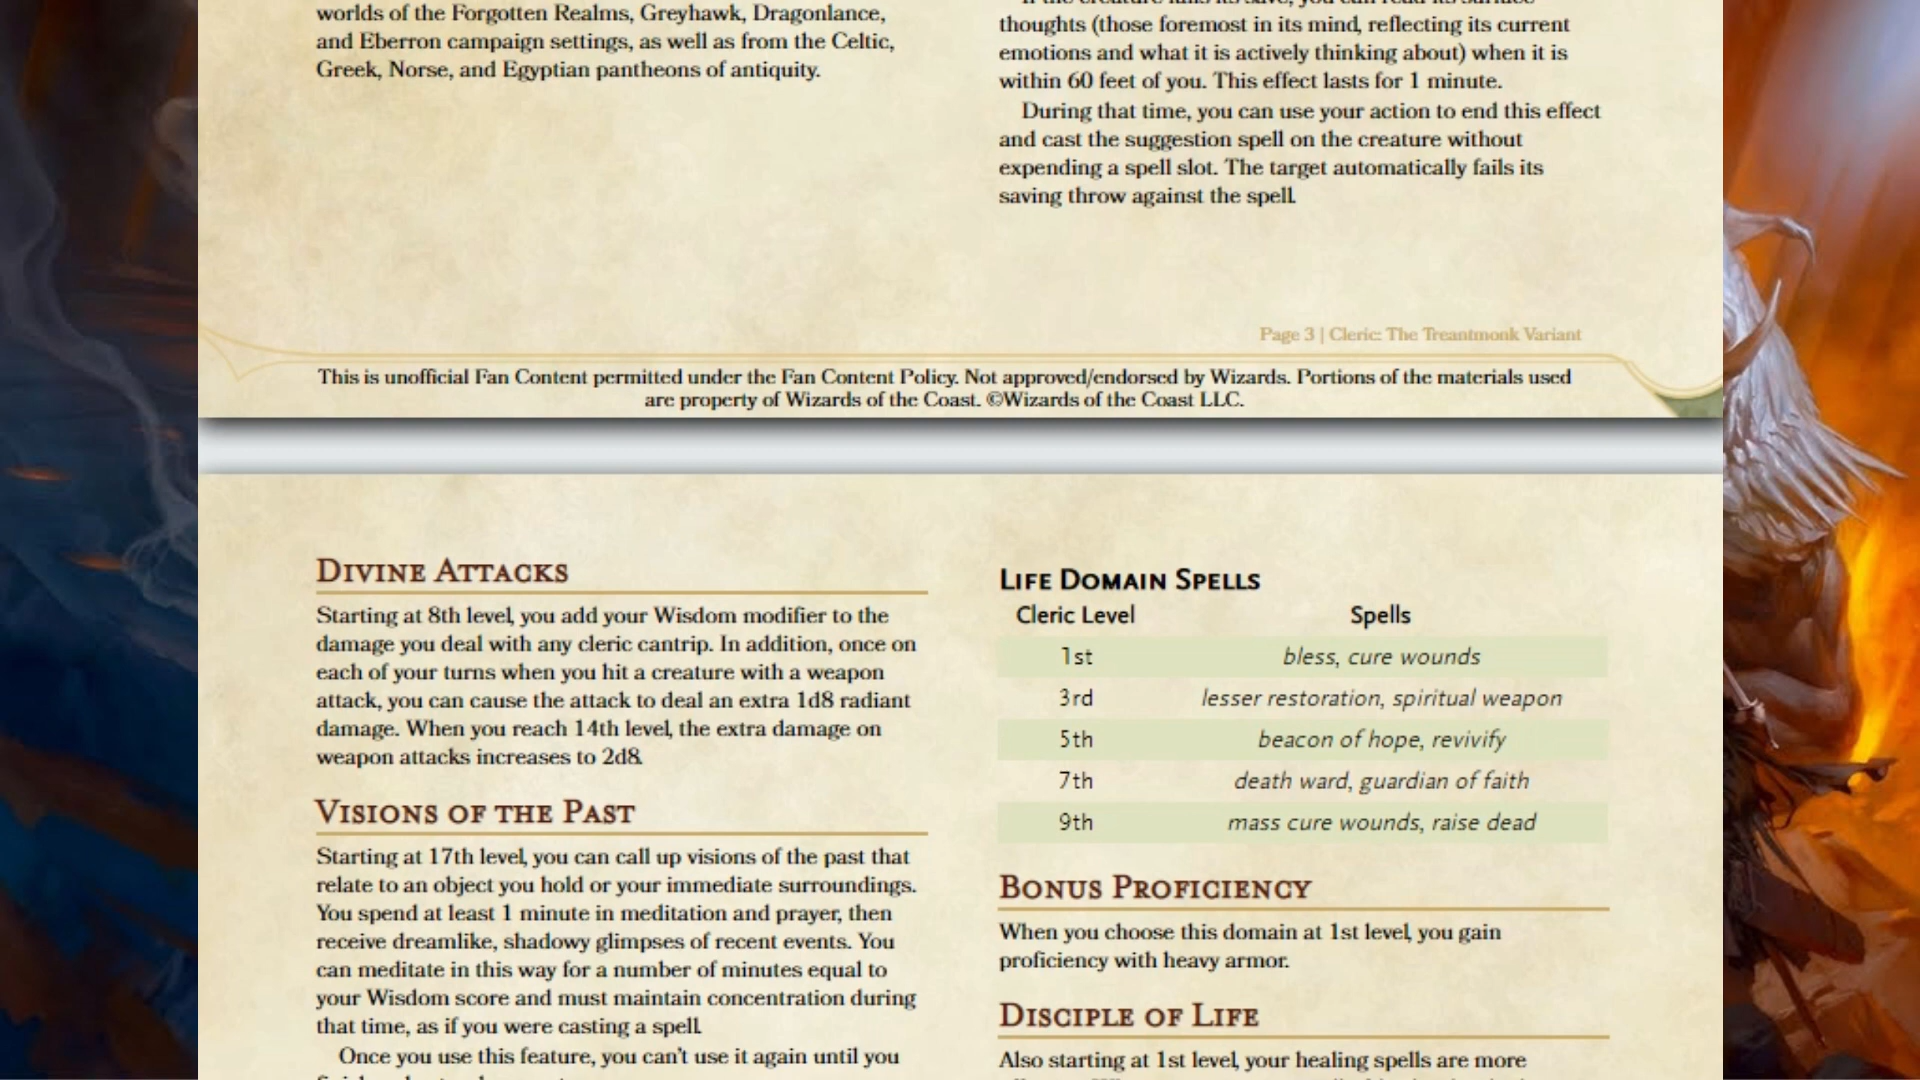 worlds of the Forgotten Realms, Greyhawk, Dragonlance,
and Eberron campaign settings, as well as from the Celtic,
Greek, Norse, and Egyptian pantheons of antiquity.
thoughts (those foremost in its mind, reflecting its current
emotions and what it is actively thinking about) when it is
within 60 feet of you. This effect lasts for 1 minute.
During that time, you can use your action to end this effect
and cast the suggestion spell on the creature without
expending a spell slot. The target automatically fails its
saving throw against the spell.
Page 3 | Cleric: The Treantmonk Variant
This is unofficial Fan Content permitted under the Fan Content Policy. Not approved/endorsed by Wizards. Portions of the materials used
are property of Wizards of the Coast. ©Wizards of the Coast LLC.
Divine Attacks
Starting at 8th level, you add your Wisdom modifier to the
damage you deal with any cleric cantrip. In addition, once on
each of your turns when you hit a creature with a weapon
attack, you can cause the attack to deal an extra 1d8 radiant
damage. When you reach 14th level, the extra damage on
weapon attacks increases to 2d8.
Visions of the Past
Starting at 17th level, you can call up visions of the past that
relate to an object you hold or your immediate surroundings.
You spend at least 1 minute in meditation and prayer, then
receive dreamlike, shadowy glimpses of recent events. You
can meditate in this way for a number of minutes equal to
your Wisdom score and must maintain concentration during
that time, as if you were casting a spell.
Once you use this feature, you can't use it again until you
Life Domain Spells
Cleric Level Spells
1st bless, cure wounds
3rd lesser restoration, spiritual weapon
5th beacon of hope, revivify
7th death ward, guardian of faith
9th mass cure wounds, raise dead
Bonus Proficiency
When you choose this domain at 1st level, you gain
proficiency with heavy armor.
Disciple of Life
Also starting at 1st level, your healing spells are more